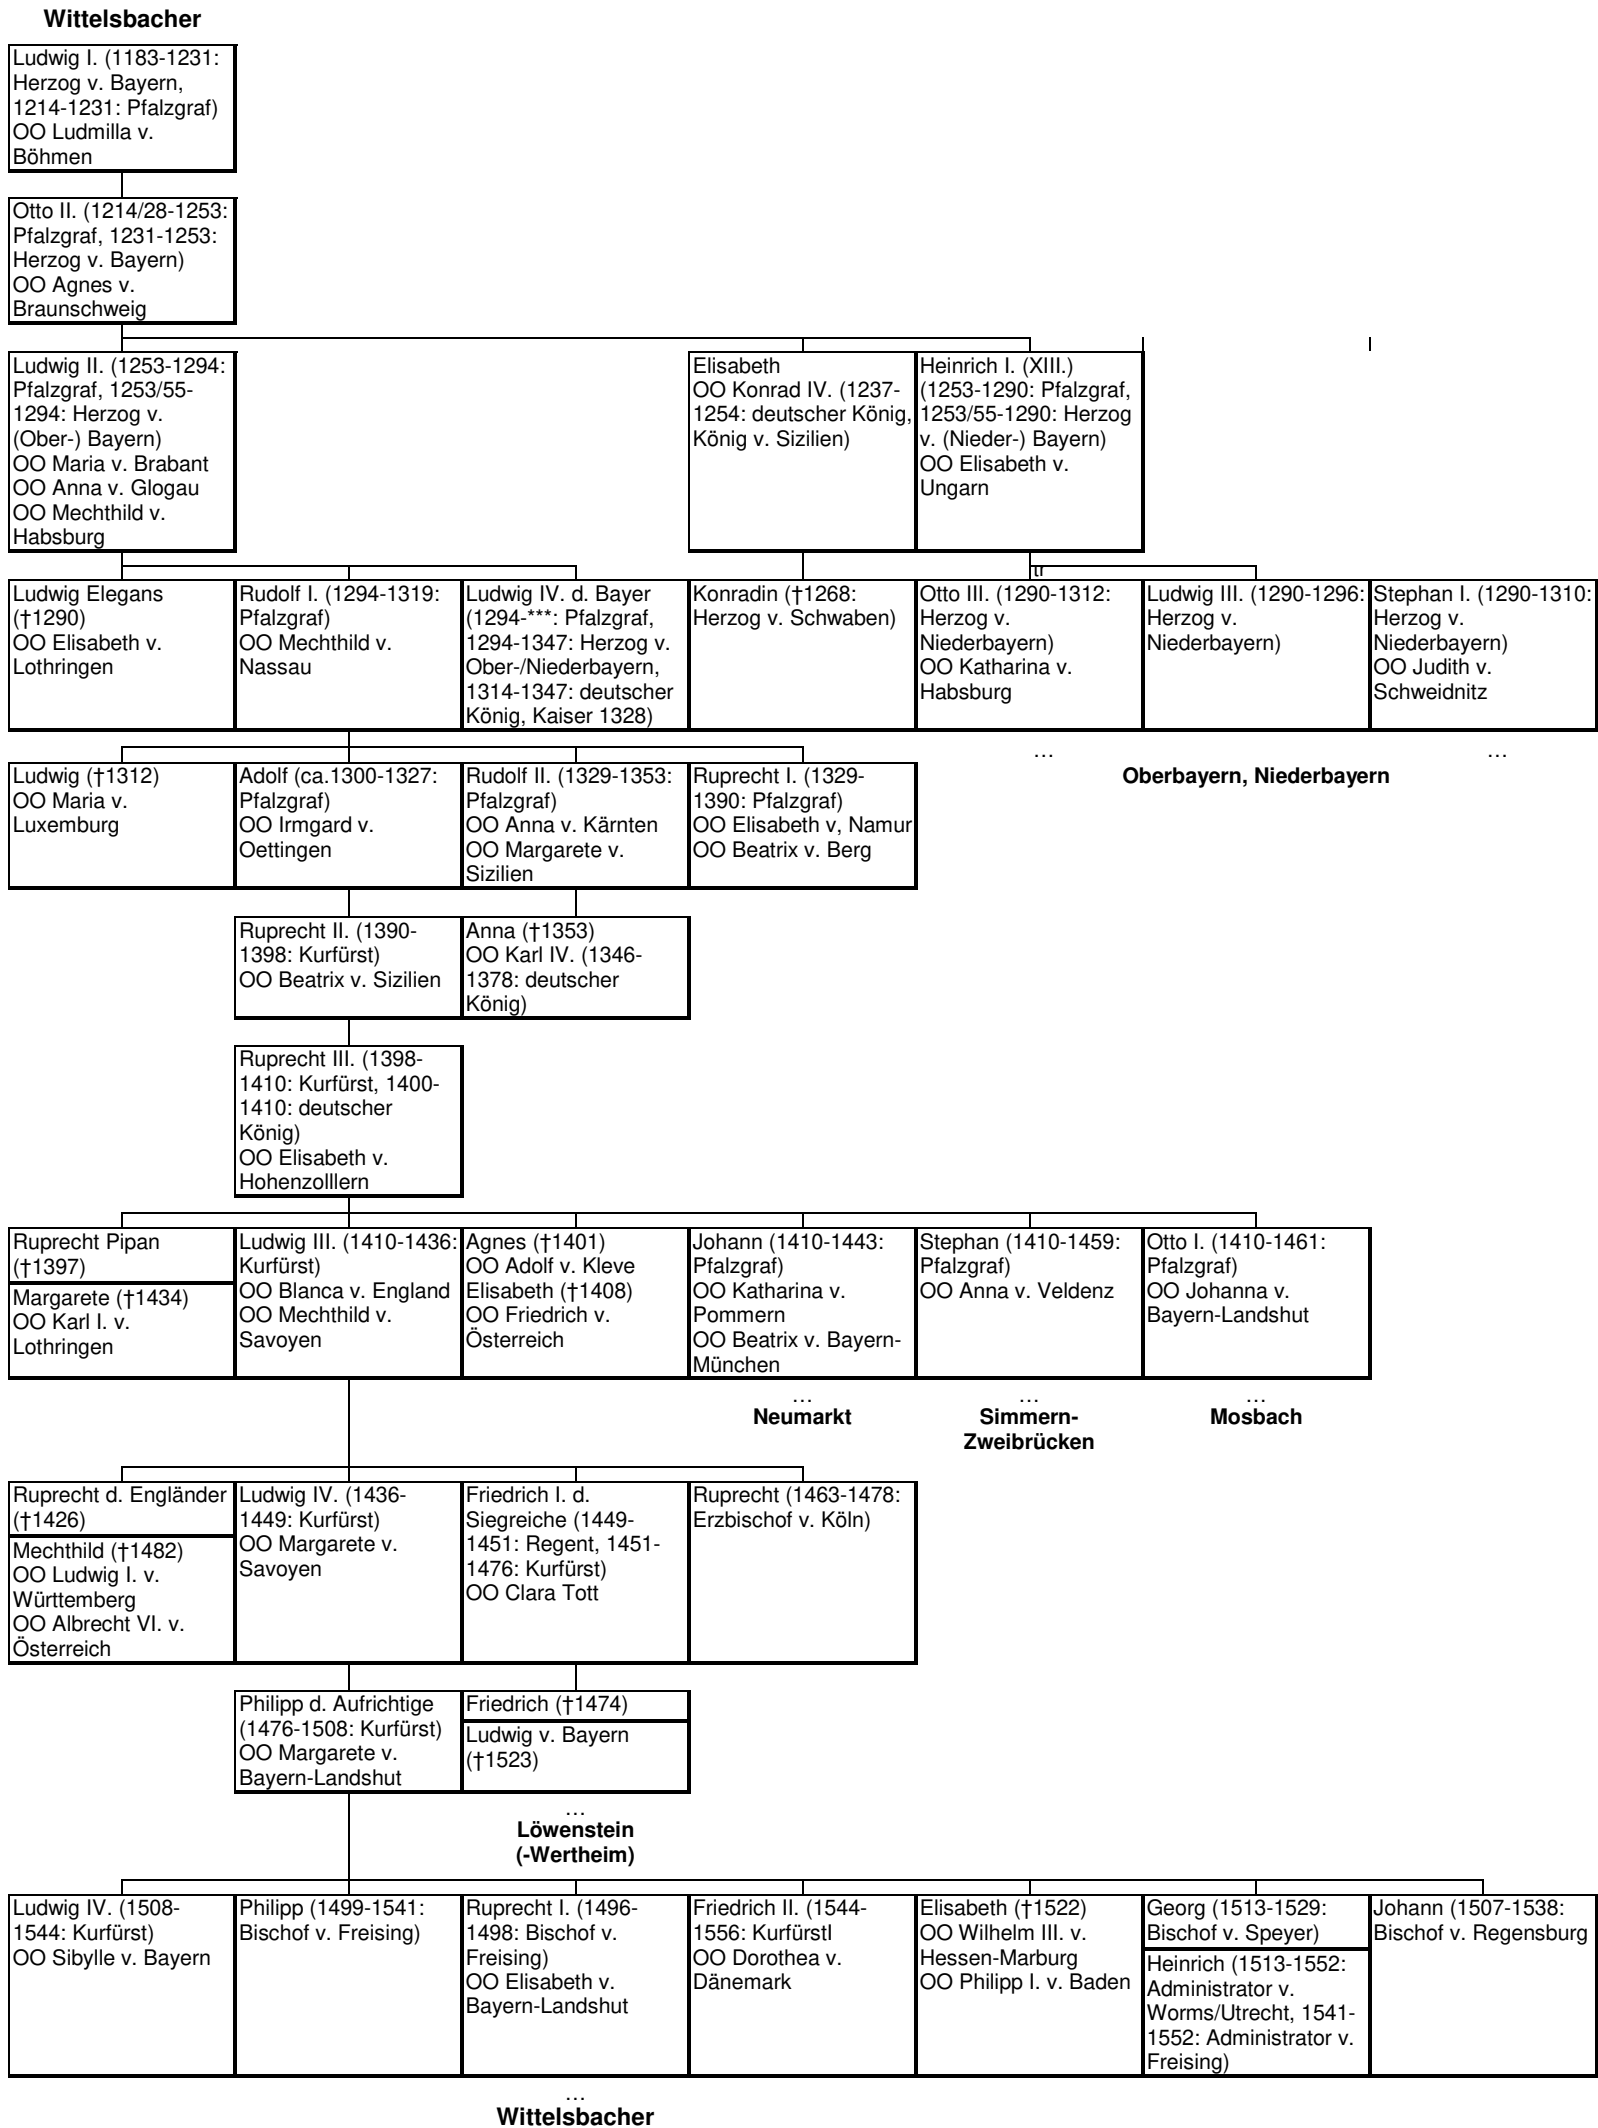 Wittelsbacher
Ludwig I. (1183-1231:
Herzog v. Bayern,
1214-1231: Pfalzgraf)
OO Ludmilla v.
Böhmen
Otto II. (1214/28-1253:
Pfalzgraf, 1231-1253:
Herzog v. Bayern)
OO Agnes v.
Braunschweig
Ludwig II. (1253-1294:
Pfalzgraf, 1253/55-
1294: Herzog v.
(Ober-) Bayern)
OO Maria v. Brabant
OO Anna v. Glogau
OO Mechthild v.
Habsburg
Elisabeth
OO Konrad IV. (1237-
1254: deutscher König,
König v. Sizilien)
Heinrich I. (XIII.)
(1253-1290: Pfalzgraf,
1253/55-1290: Herzog
v. (Nieder-) Bayern)
OO Elisabeth v.
Ungarn
Ludwig Elegans
(†1290)
OO Elisabeth v.
Lothringen
Rudolf I. (1294-1319:
Pfalzgraf)
OO Mechthild v.
Nassau
Ludwig IV. d. Bayer
(1294-***: Pfalzgraf,
1294-1347: Herzog v.
Ober-/Niederbayern,
1314-1347: deutscher
König, Kaiser 1328)
Konradin (†1268:
Herzog v. Schwaben)
Otto III. (1290-1312:
Herzog v.
Niederbayern)
OO Katharina v.
Habsburg
Ludwig III. (1290-1296:
Herzog v.
Niederbayern)
Stephan I. (1290-1310:
Herzog v.
Niederbayern)
OO Judith v.
Schweidnitz
Ludwig (†1312)
OO Maria v.
Luxemburg
Adolf (ca.1300-1327:
Pfalzgraf)
OO Irmgard v.
Oettingen
Rudolf II. (1329-1353:
Pfalzgraf)
OO Anna v. Kärnten
OO Margarete v.
Sizilien
Ruprecht I. (1329-
1390: Pfalzgraf)
OO Elisabeth v, Namur
OO Beatrix v. Berg
… …
Oberbayern, Niederbayern
Ruprecht II. (1390-
1398: Kurfürst)
OO Beatrix v. Sizilien
Anna (†1353)
OO Karl IV. (1346-
1378: deutscher
König)
Ruprecht III. (1398-
1410: Kurfürst, 1400-
1410: deutscher
König)
OO Elisabeth v.
Hohenzolllern
Ruprecht Pipan
(†1397)
Margarete (†1434)
OO Karl I. v.
Lothringen
Ludwig III. (1410-1436:
Kurfürst)
OO Blanca v. England
OO Mechthild v.
Savoyen
Agnes (†1401)
OO Adolf v. Kleve
Elisabeth (†1408)
OO Friedrich v.
Österreich
Johann (1410-1443:
Pfalzgraf)
OO Katharina v.
Pommern
OO Beatrix v. Bayern-
München
Stephan (1410-1459:
Pfalzgraf)
OO Anna v. Veldenz
Otto I. (1410-1461:
Pfalzgraf)
OO Johanna v.
Bayern-Landshut
…
Neumarkt
…
Simmern-
Zweibrücken
…
Mosbach
Ruprecht d. Engländer
(†1426)
Mechthild (†1482)
OO Ludwig I. v.
Württemberg
OO Albrecht VI. v.
Österreich
Ludwig IV. (1436-
1449: Kurfürst)
OO Margarete v.
Savoyen
Friedrich I. d.
Siegreiche (1449-
1451: Regent, 1451-
1476: Kurfürst)
OO Clara Tott
Ruprecht (1463-1478:
Erzbischof v. Köln)
Philipp d. Aufrichtige
(1476-1508: Kurfürst)
OO Margarete v.
Bayern-Landshut
Friedrich (†1474)
Ludwig v. Bayern
(†1523)
…
Löwenstein
(-Wertheim)
Ludwig IV. (1508-
1544: Kurfürst)
OO Sibylle v. Bayern
Philipp (1499-1541:
Bischof v. Freising)
Ruprecht I. (1496-
1498: Bischof v.
Freising)
OO Elisabeth v.
Bayern-Landshut
Friedrich II. (1544-
1556: KurfürstI
OO Dorothea v.
Dänemark
Elisabeth (†1522)
OO Wilhelm III. v.
Hessen-Marburg
OO Philipp I. v. Baden
Georg (1513-1529:
Bischof v. Speyer)
Heinrich (1513-1552:
Administrator v.
Worms/Utrecht, 1541-
1552: Administrator v.
Freising)
Johann (1507-1538:
Bischof v. Regensburg
…
Wittelsbacher